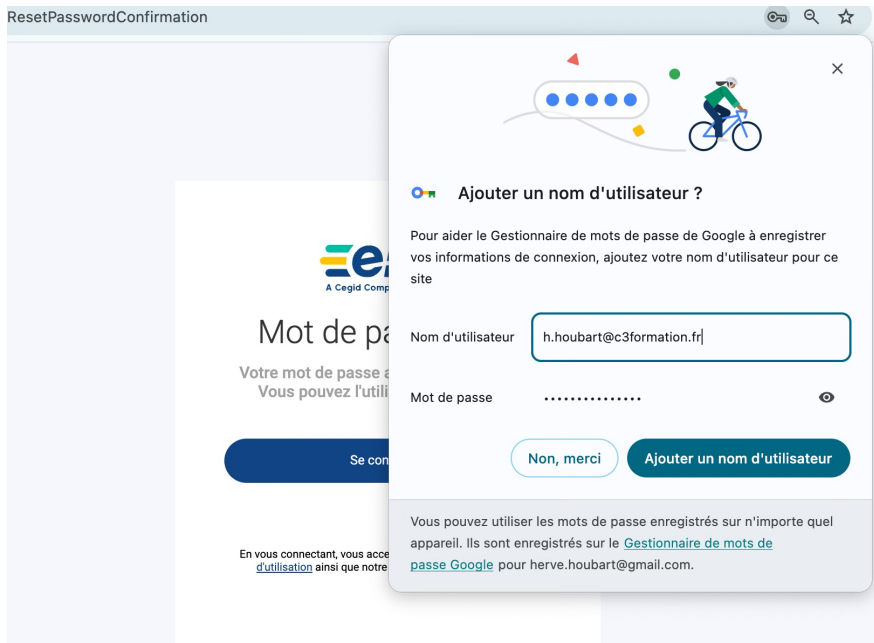 ResetPasswordConfirmation
Ajouter un nom d'utilisateur ?
Pour aider le Gestionnaire de mots de passe de Google à enregistrer
vos informations de connexion, ajoutez votre nom d'utilisateur pour ce
site
Nom d'utilisateur h.houbart@c3formation.fr
Mot de passe ••••••••••••••
Non, merci Ajouter un nom d'utilisateur
Vous pouvez utiliser les mots de passe enregistrés sur n'importe quel
appareil. Ils sont enregistrés sur le Gestionnaire de mots de
passe Google pour herve.houbart@gmail.com.
A Cegid Comp
Mot de pa
Votre mot de passe a
Vous pouvez l'utili
Se con
En vous connectant, vous acce
d'utilisation ainsi que notre